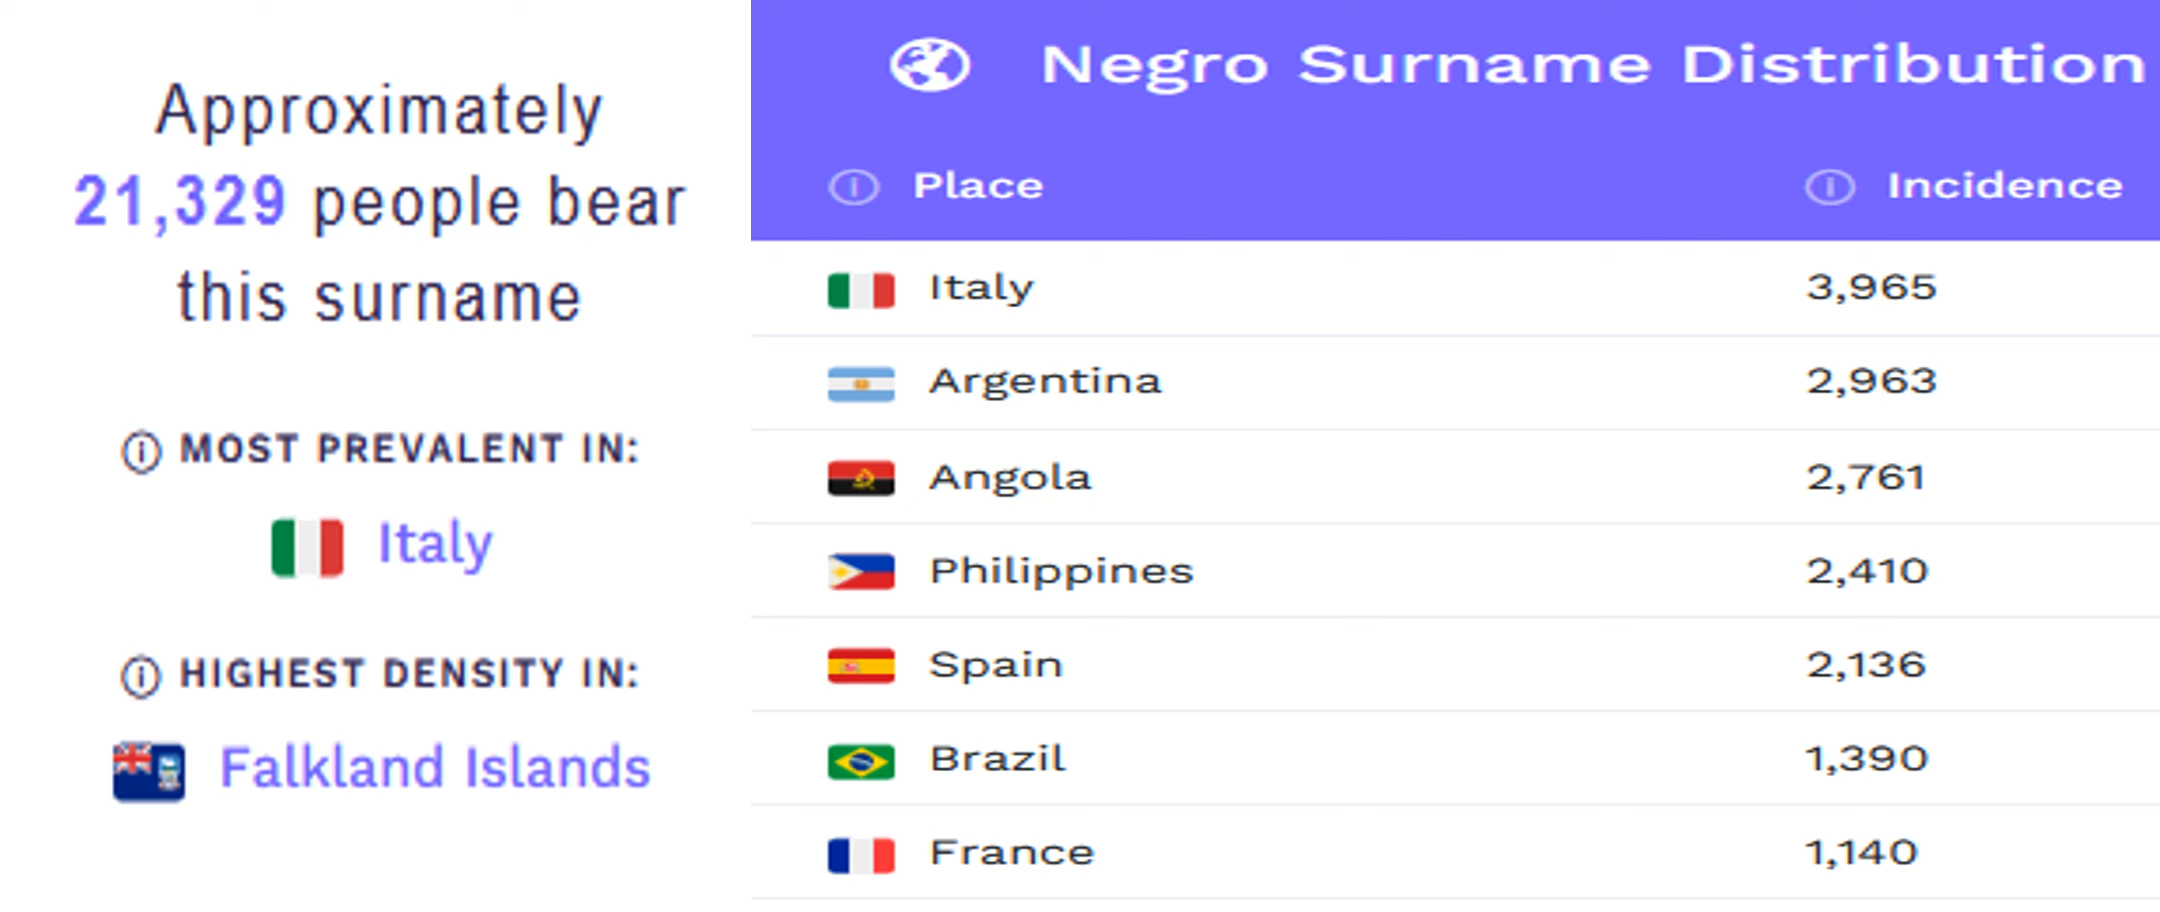 Approximately
21,329 people bear
this surname
MOST PREVALENT IN:
Italy
HIGHEST DENSITY IN:
Falkland Islands
Negro Surname Distribution
Place Incidence
Italy 3,965
Argentina 2,963
Angola 2,761
Philippines 2,410
Spain 2,136
Brazil 1,390
France 1,140